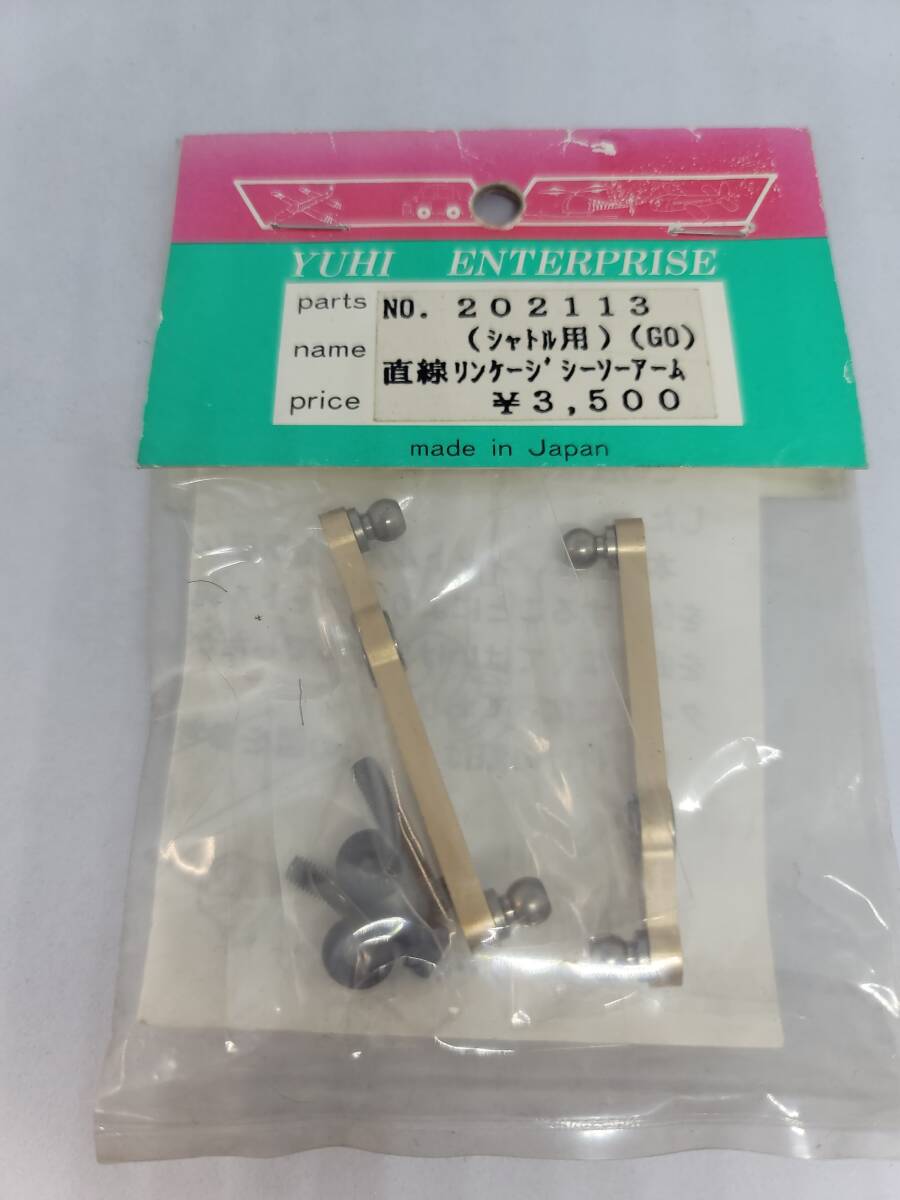 YUHI ENTERPRISE
parts NO. 202113
name (シャトル用) (GO)
直線リンケージシーソーアーム
price ¥3,500
made in Japan